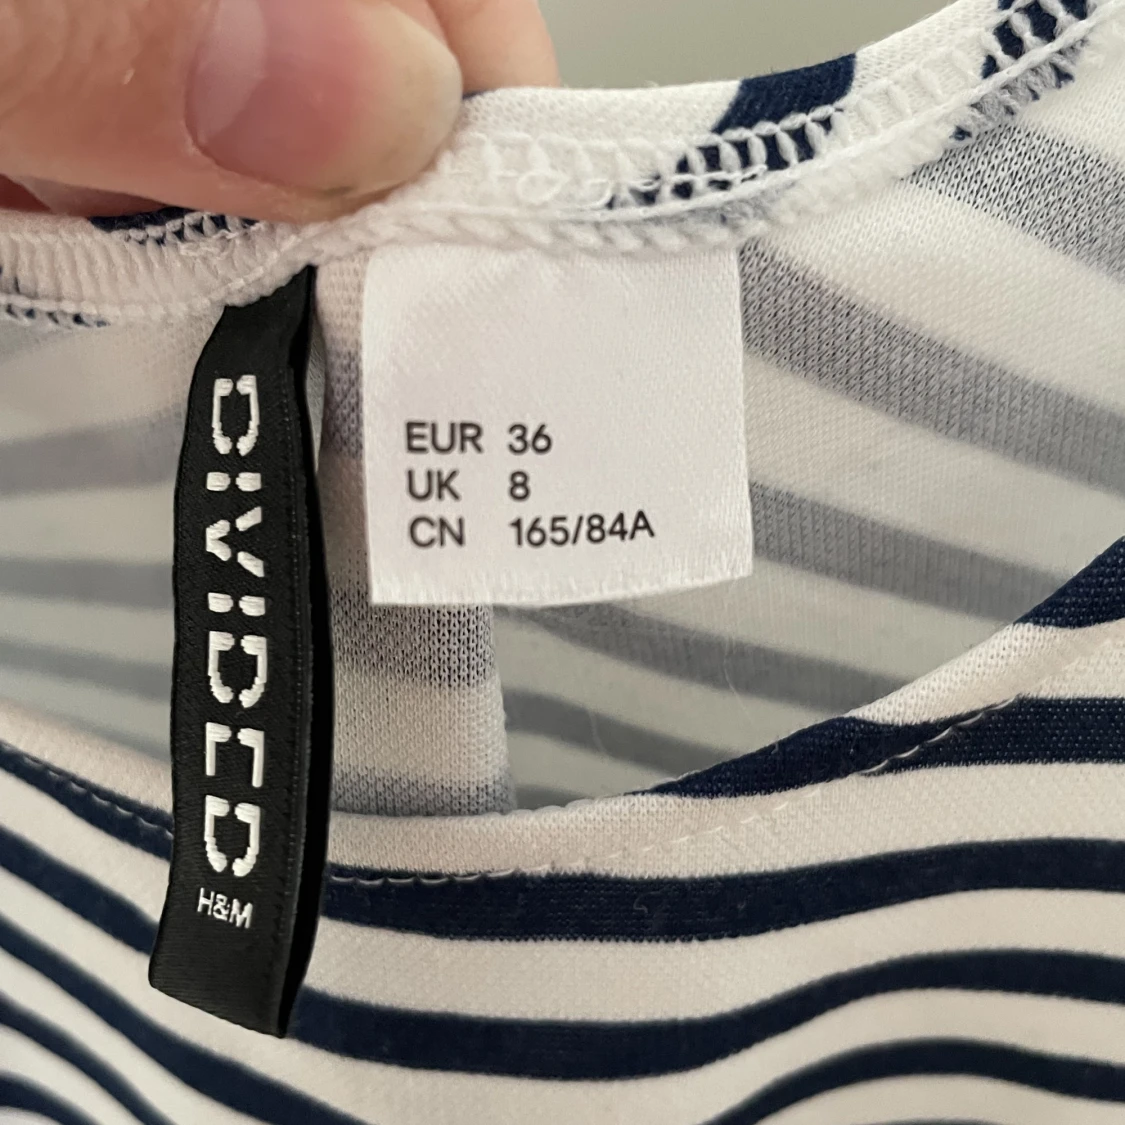 DIVIDED
H&M
EUR 36
UK 8
CN 165/84A